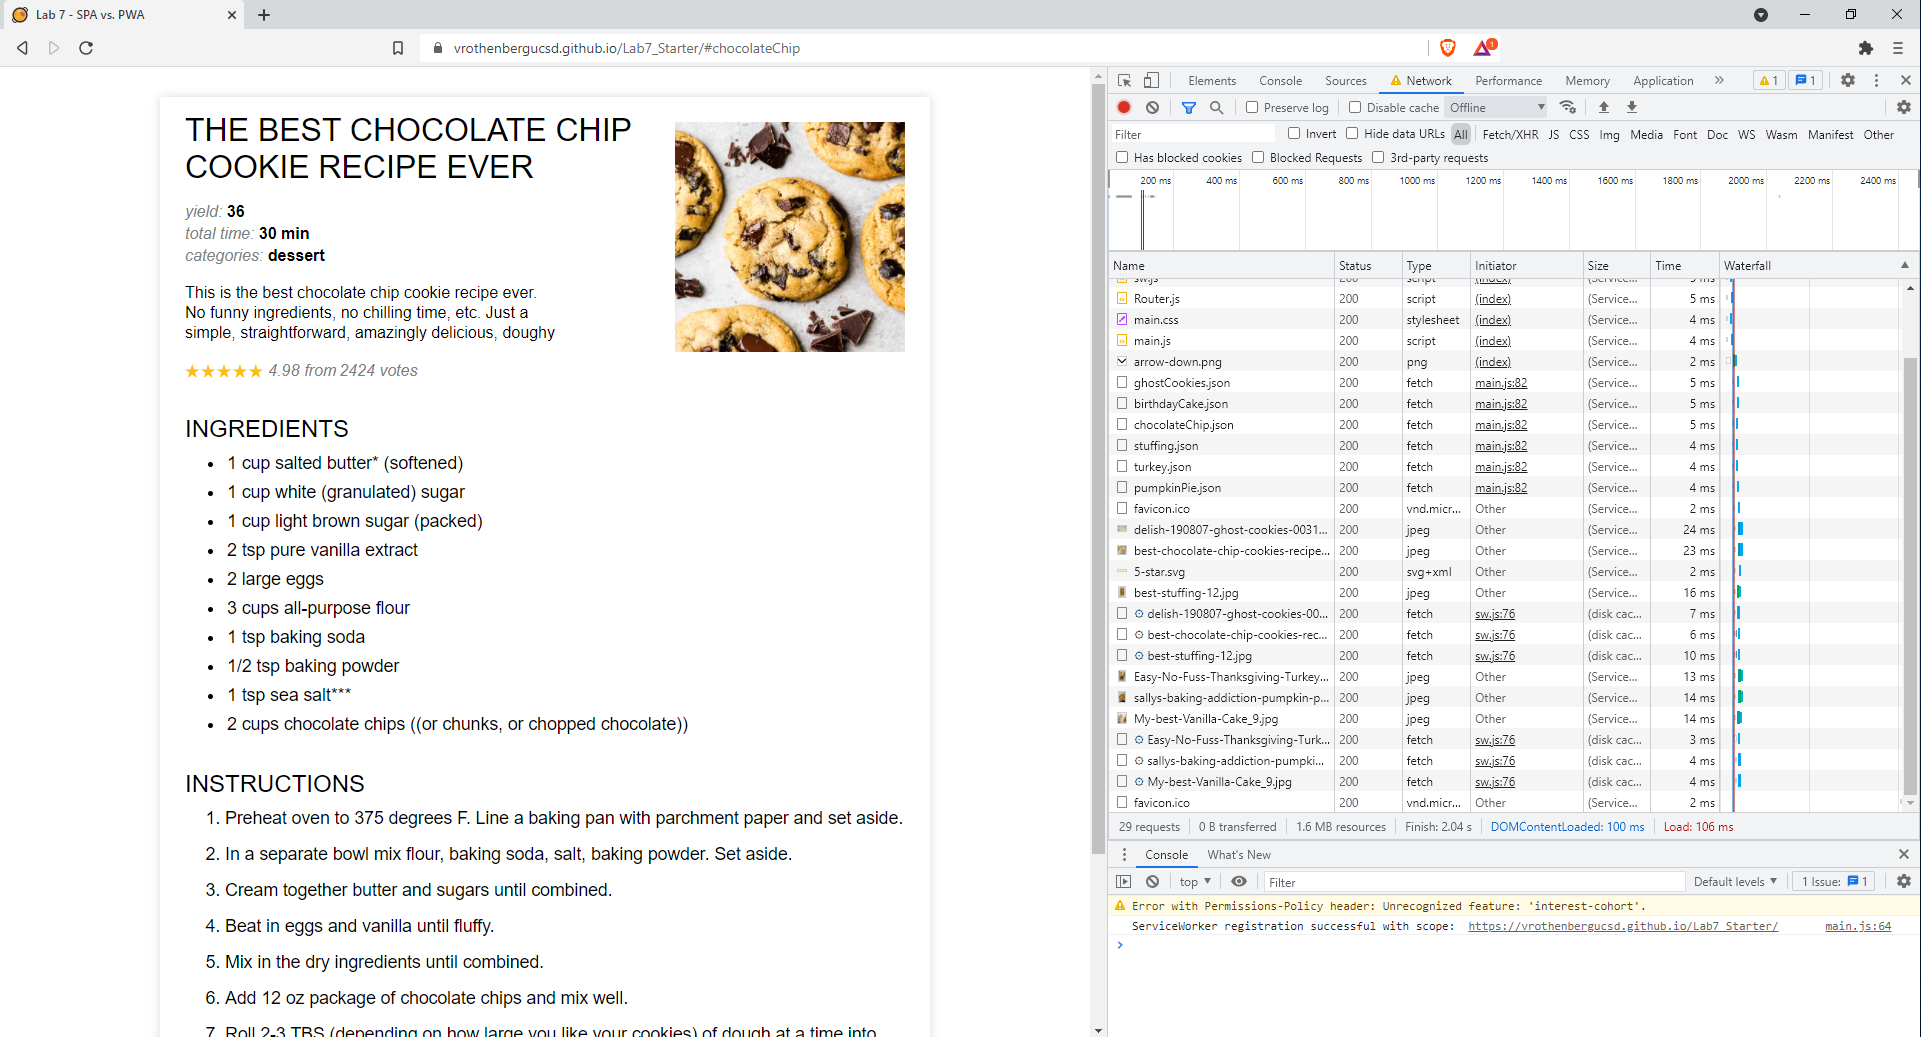 Lab 7 - SPA vs. PWA
vrothenbergucsd.github.io/Lab7_Starter/#chocolateChip
1
THE BEST CHOCOLATE CHIP
COOKIE RECIPE EVER
yield: 36
total time: 30 min
categories: dessert
This is the best chocolate chip cookie recipe ever.
No funny ingredients, no chilling time, etc. Just a
simple, straightforward, amazingly delicious, doughy
4.98 from 2424 votes
INGREDIENTS
1 cup salted butter* (softened)
1 cup white (granulated) sugar
1 cup light brown sugar (packed)
2 tsp pure vanilla extract
2 large eggs
3 cups all-purpose flour
1 tsp baking soda
1/2 tsp baking powder
1 tsp sea salt***
2 cups chocolate chips ((or chunks, or chopped chocolate))
INSTRUCTIONS
1. Preheat oven to 375 degrees F. Line a baking pan with parchment paper and set aside.
2. In a separate bowl mix flour, baking soda, salt, baking powder. Set aside.
3. Cream together butter and sugars until combined.
4. Beat in eggs and vanilla until fluffy.
5. Mix in the dry ingredients until combined.
6. Add 12 oz package of chocolate chips and mix well.
7. Roll 2-3 TBS (depending on how large you like your cookies) of dough at a time into
Elements Console Sources Network Performance Memory Application » 1 1
Preserve log Disable cache Offline
Filter Invert Hide data URLs All Fetch/XHR JS CSS Img Media Font Doc WS Wasm Manifest Other
Has blocked cookies Blocked Requests 3rd-party requests
200 ms 400 ms 600 ms 800 ms 1000 ms 1200 ms 1400 ms 1600 ms 1800 ms 2000 ms 2200 ms 2400 ms
Name Status Type Initiator Size Time Waterfall
sw.js 200 script (index) (Service... 5 ms
Router.js 200 script (index) (Service... 5 ms
main.css 200 stylesheet (index) (Service... 4 ms
main.js 200 script (index) (Service... 4 ms
arrow-down.png 200 png (index) (Service... 2 ms
ghostCookies.json 200 fetch main.js:82 (Service... 5 ms
birthdayCake.json 200 fetch main.js:82 (Service... 5 ms
chocolateChip.json 200 fetch main.js:82 (Service... 5 ms
stuffing.json 200 fetch main.js:82 (Service... 4 ms
turkey.json 200 fetch main.js:82 (Service... 4 ms
pumpkinPie.json 200 fetch main.js:82 (Service... 4 ms
favicon.ico 200 vnd.micr... Other (Service... 2 ms
delish-190807-ghost-cookies-0031... 200 jpeg Other (Service... 24 ms
best-chocolate-chip-cookies-recipe... 200 jpeg Other (Service... 23 ms
5-star.svg 200 svg+xml Other (Service... 2 ms
best-stuffing-12.jpg 200 jpeg Other (Service... 16 ms
delish-190807-ghost-cookies-00... 200 fetch sw.js:76 (disk cac... 7 ms
best-chocolate-chip-cookies-rec... 200 fetch sw.js:76 (disk cac... 6 ms
best-stuffing-12.jpg 200 fetch sw.js:76 (disk cac... 10 ms
Easy-No-Fuss-Thanksgiving-Turkey... 200 jpeg Other (Service... 13 ms
sallys-baking-addiction-pumpkin-p... 200 jpeg Other (Service... 14 ms
My-best-Vanilla-Cake_9.jpg 200 jpeg Other (Service... 14 ms
Easy-No-Fuss-Thanksgiving-Turk... 200 fetch sw.js:76 (disk cac... 3 ms
sallys-baking-addiction-pumpki... 200 fetch sw.js:76 (disk cac... 4 ms
My-best-Vanilla-Cake_9.jpg 200 fetch sw.js:76 (disk cac... 4 ms
favicon.ico 200 vnd.micr... Other (Service... 2 ms
29 requests 0 B transferred 1.6 MB resources Finish: 2.04 s DOMContentLoaded: 100 ms Load: 106 ms
Console What's New
top Filter Default levels 1 Issue: 1
Error with Permissions-Policy header: Unrecognized feature: 'interest-cohort'.
ServiceWorker registration successful with scope: https://vrothenbergucsd.github.io/Lab7_Starter/ main.js:64